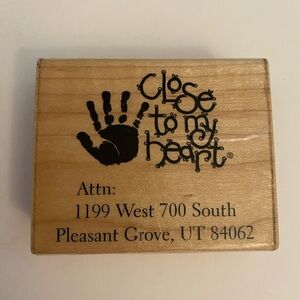 close
to my
heart®
Attn:
1199 West 700 South
Pleasant Grove, UT 84062